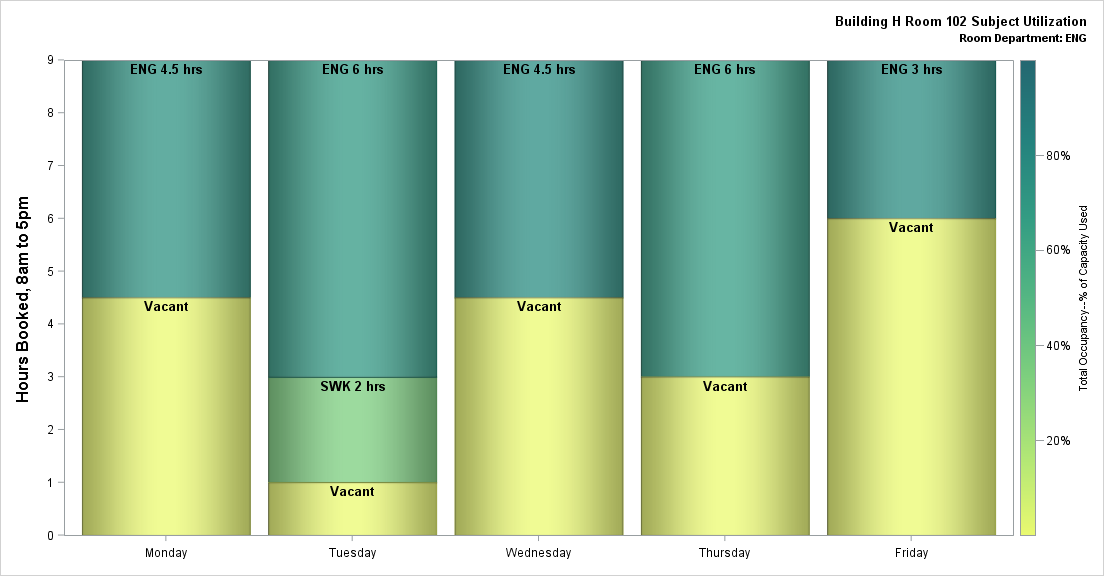 Building H Room 102 Subject Utilization
Room Department: ENG
Hours Booked, 8am to 5pm
9
8
7
6
5
4
3
2
1
0
ENG 4.5 hrs
Vacant
ENG 6 hrs
SWK 2 hrs
Vacant
ENG 4.5 hrs
Vacant
ENG 6 hrs
Vacant
ENG 3 hrs
Vacant
Monday
Tuesday
Wednesday
Thursday
Friday
80%
60%
40%
20%
Total Occupancy--% of Capacity Used